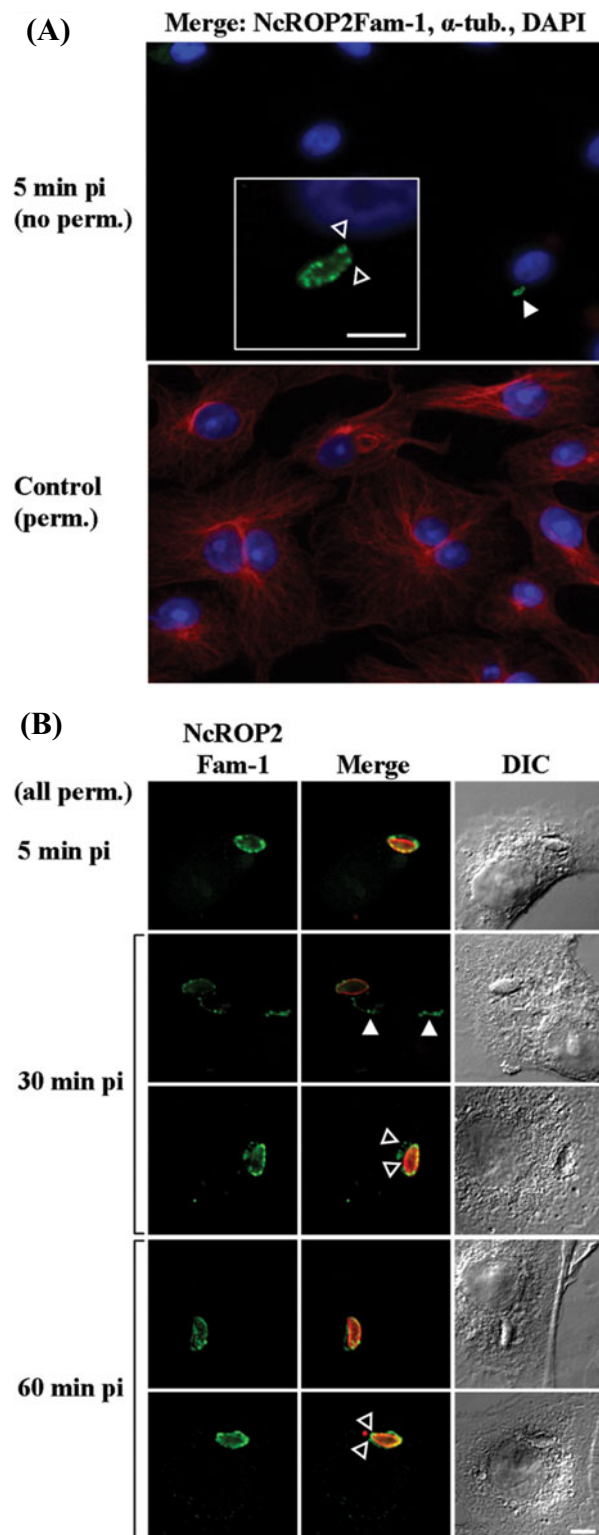 (A)
Merge: NcROP2Fam-1, α-tub., DAPI
5 min pi
(no perm.)
Control
(perm.)
(B)
NcROP2
Fam-1
Merge
DIC
(all perm.)
5 min pi
30 min pi
60 min pi